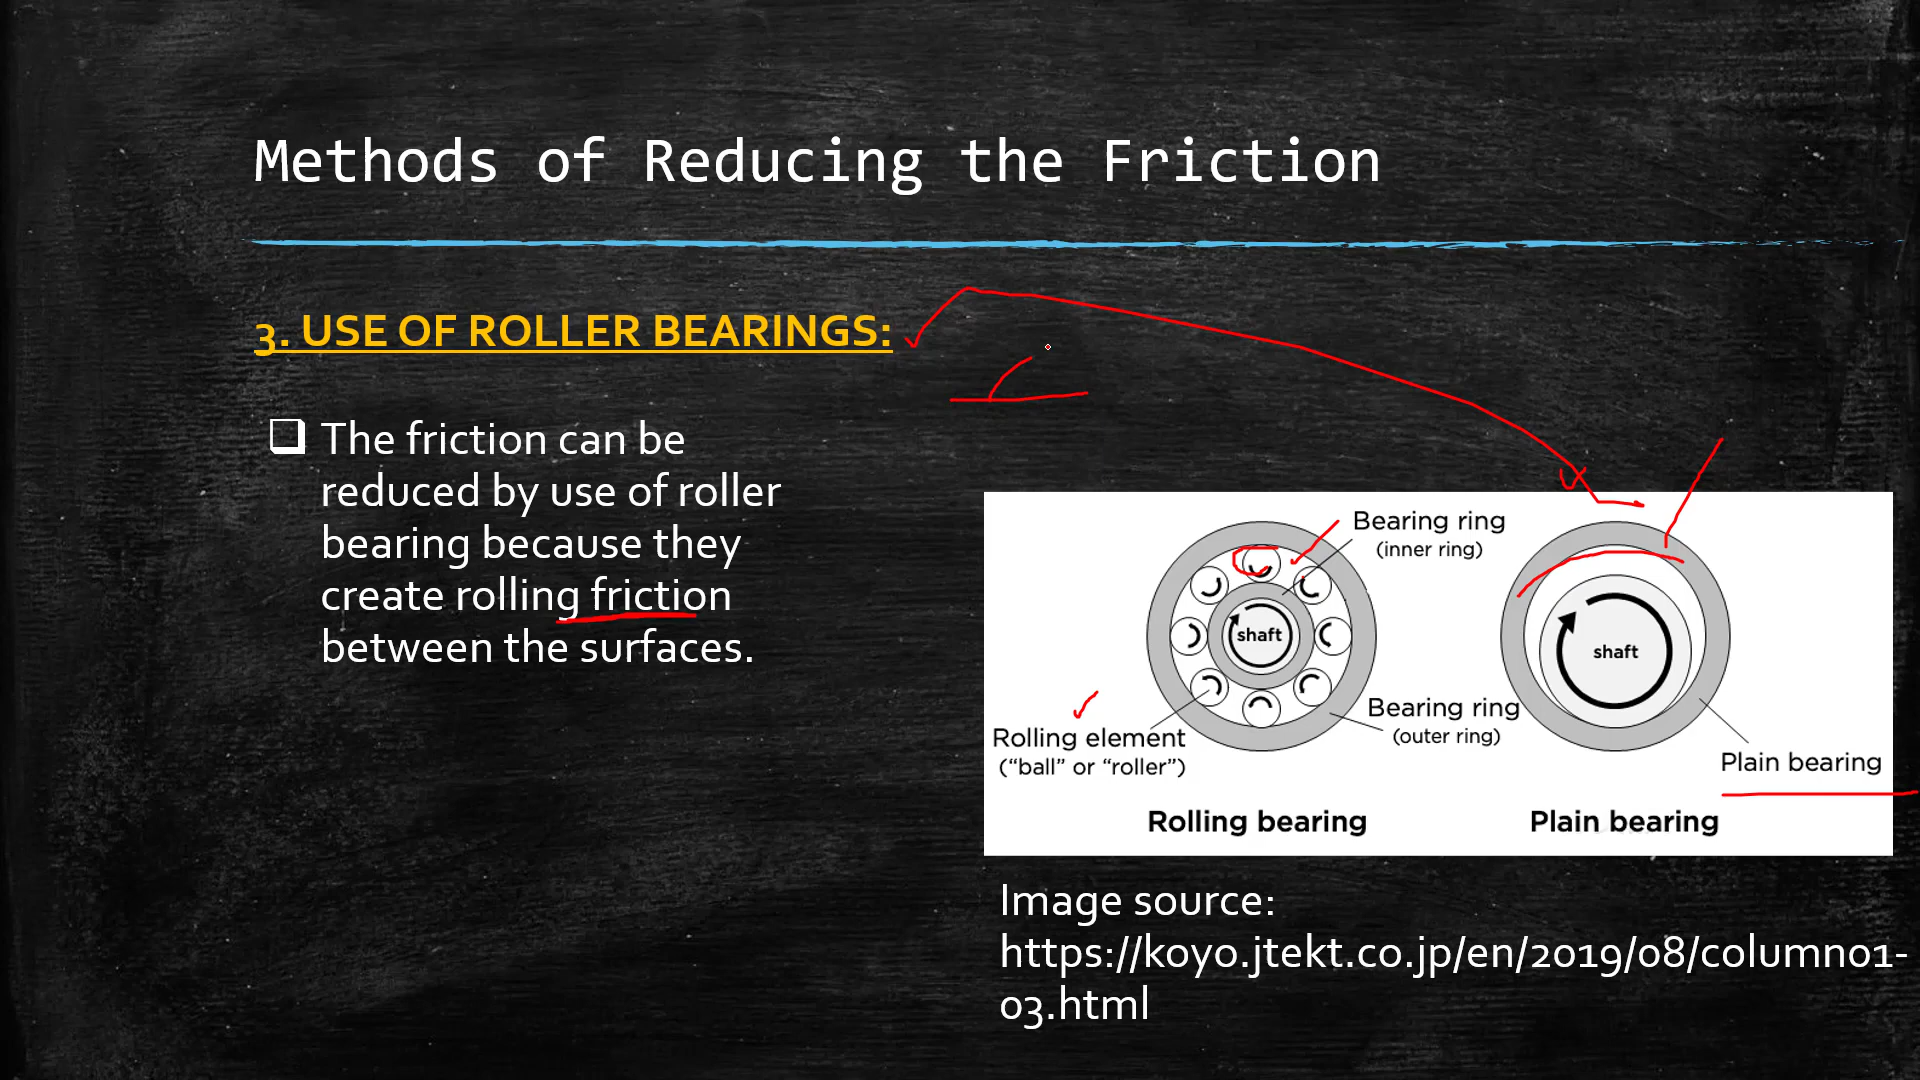 Methods of Reducing the Friction
3. USE OF ROLLER BEARINGS:
The friction can be
reduced by use of roller
bearing because they
create rolling friction
between the surfaces.
Bearing ring
(inner ring)
shaft
Rolling element
(“ball” or “roller”)
Bearing ring
(outer ring)
Rolling bearing
shaft
Plain bearing
Plain bearing
Image source:
https://koyo.jtekt.co.jp/en/2019/08/column01-
03.html